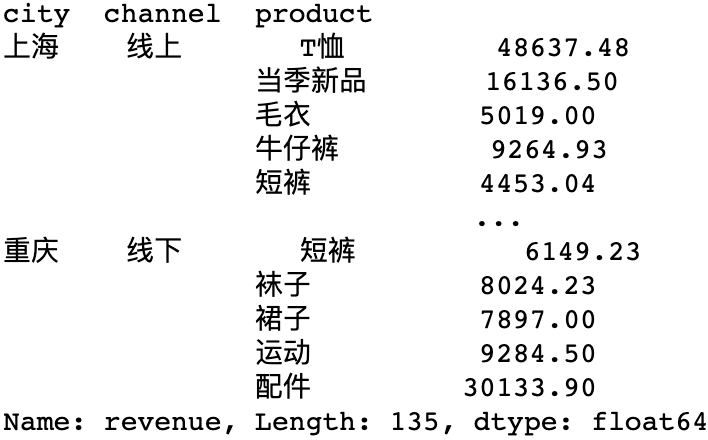 city channel product
上海 线上 T恤 48637.48
当季新品 16136.50
毛衣 5019.00
牛仔裤 9264.93
短裤 4453.04
...
重庆 线下 短裤 6149.23
袜子 8024.23
裙子 7897.00
运动 9284.50
配件 30133.90
Name: revenue, Length: 135, dtype: float64